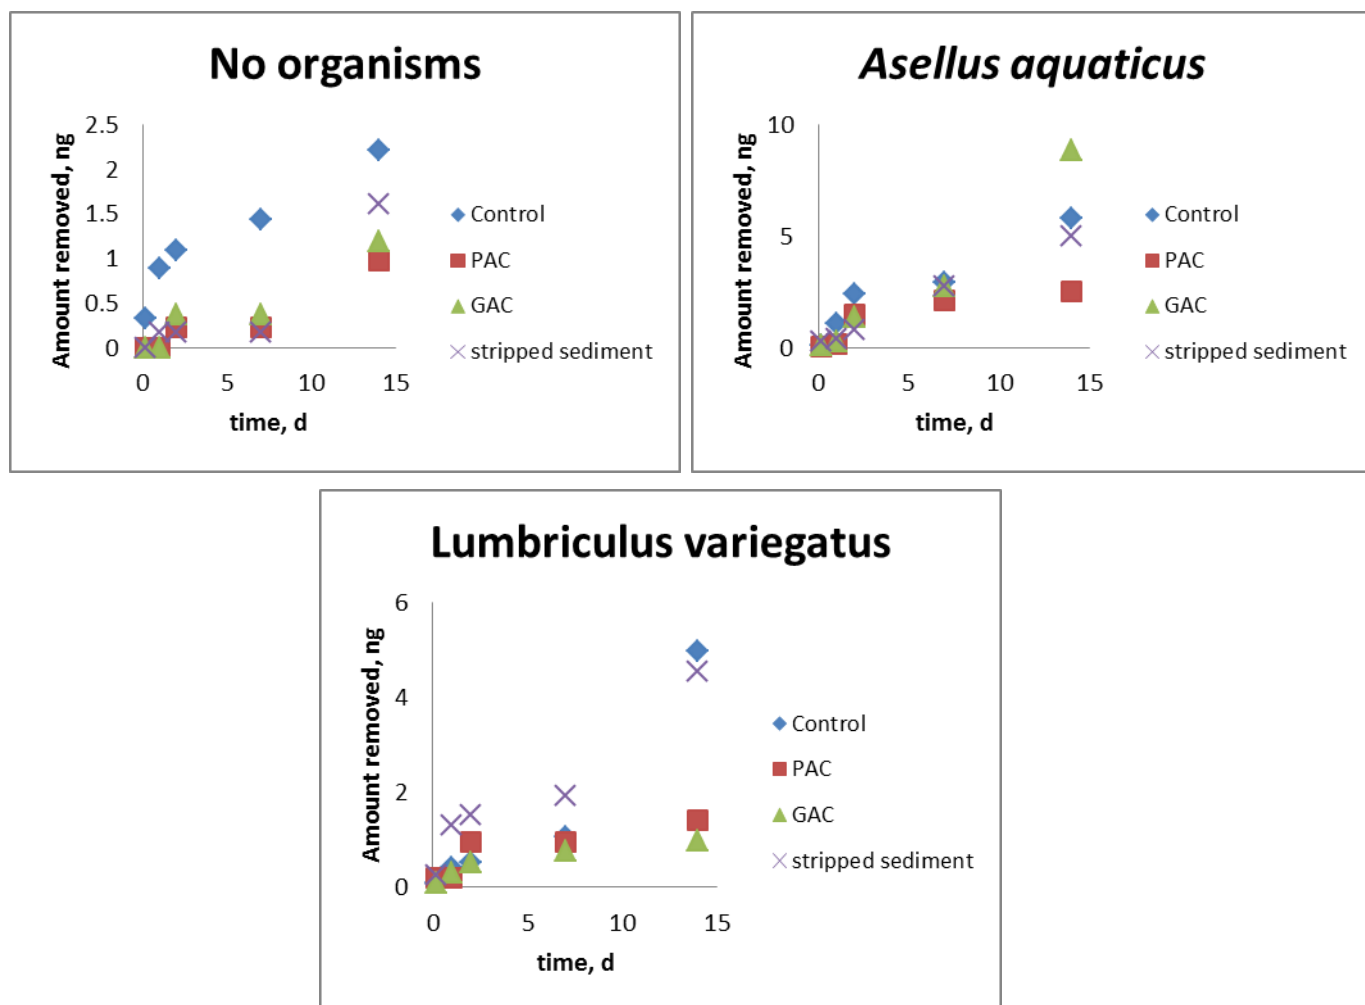 No organisms
Amount removed, ng
2.5
2
1.5
1
0.5
0
0 5 10 15
time, d
Control
PAC
GAC
stripped sediment
Asellus aquaticus
Amount removed, ng
10
5
0
0 5 10 15
time, d
Control
PAC
GAC
stripped sediment
Lumbriculus variegatus
Amount removed, ng
6
4
2
0
0 5 10 15
time, d
Control
PAC
GAC
stripped sediment